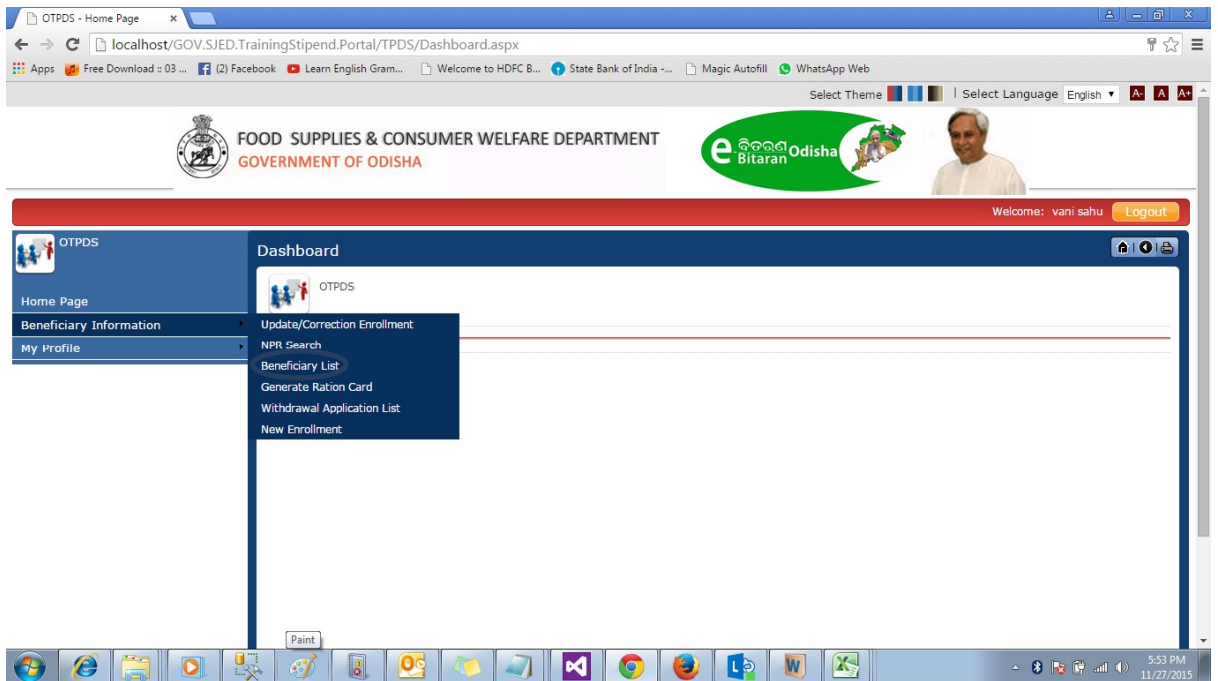 OTPDS - Home Page
localhost/GOV.SJED.TrainingStipend.Portal/TPDS/Dashboard.aspx
Apps Free Download :: 03 ... (2) Facebook Learn English Gram... Welcome to HDFC B... State Bank of India -... Magic Autofill WhatsApp Web
Select Theme | Select Language English A- A A+
FOOD SUPPLIES & CONSUMER WELFARE DEPARTMENT
GOVERNMENT OF ODISHA
e-ବିତରଣ Bitaran Odisha
Welcome: vani sahu Logout
OTPDS
Dashboard
OTPDS
Home Page
Beneficiary Information
My Profile
Update/Correction Enrollment
NPR Search
Beneficiary List
Generate Ration Card
Withdrawal Application List
New Enrollment
Paint
5:53 PM
11/27/2015